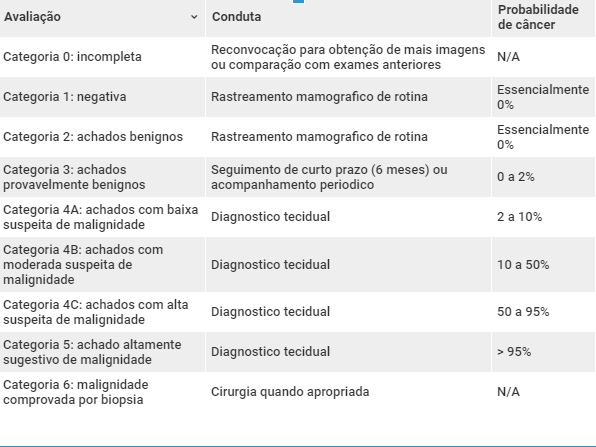 Avaliação
Conduta
Probabilidade
de câncer
Categoria 0: incompleta
Reconvocação para obtenção de mais imagens
ou comparação com exames anteriores
N/A
Categoria 1: negativa
Rastreamento mamografico de rotina
Essencialmente
0%
Categoria 2: achados benignos
Rastreamento mamografico de rotina
Essencialmente
0%
Categoria 3: achados
provavelmente benignos
Seguimento de curto prazo (6 meses) ou
acompanhamento periodico
0 a 2%
Categoria 4A: achados com baixa
suspeita de malignidade
Diagnostico tecidual
2 a 10%
Categoria 4B: achados com
moderada suspeita de
malignidade
Diagnostico tecidual
10 a 50%
Categoria 4C: achados com alta
suspeita de malignidade
Diagnostico tecidual
50 a 95%
Categoria 5: achado altamente
sugestivo de malignidade
Diagnostico tecidual
> 95%
Categoria 6: malignidade
comprovada por biopsia
Cirurgia quando apropriada
N/A